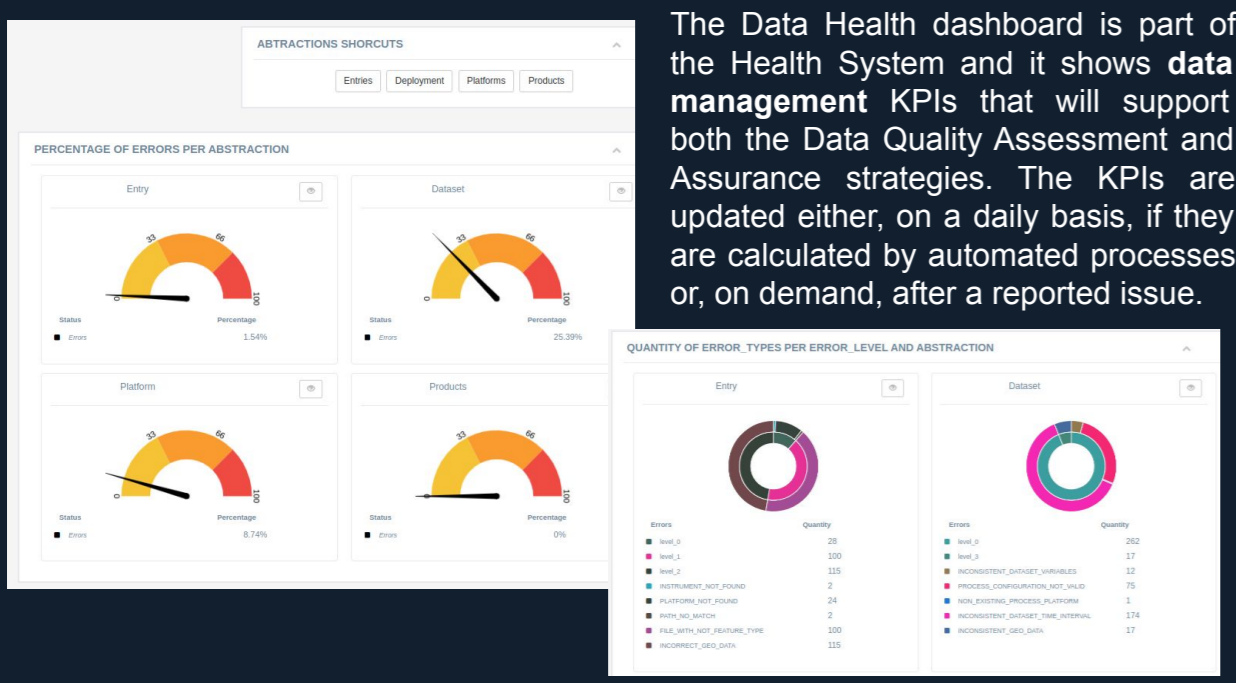 ABTRACTIONS SHORCUTS
Entries Deployment Platforms Products
PERCENTAGE OF ERRORS PER ABSTRACTION
Entry
0 33 66 100
Status Percentage
Errors 1.54%
Dataset
0 33 66 100
Status Percentage
Errors 25.39%
Platform
0 33 66 100
Status Percentage
Errors 8.74%
Products
0 33 66 100
Status Percentage
Errors 0%
The Data Health dashboard is part of
the Health System and it shows data
management KPIs that will support
both the Data Quality Assessment and
Assurance strategies. The KPIs are
updated either, on a daily basis, if they
are calculated by automated processes
or, on demand, after a reported issue.
QUANTITY OF ERROR_TYPES PER ERROR_LEVEL AND ABSTRACTION
Entry
Errors Quantity
level_0 28
level_1 100
level_2 115
INSTRUMENT_NOT_FOUND 2
PLATFORM_NOT_FOUND 24
PATH_NO_MATCH 2
FILE_WITH_NOT_FEATURE_TYPE 100
INCORRECT_GEO_DATA 115
Dataset
Errors Quantity
level_0 262
level_3 17
INCONSISTENT_DATASET_VARIABLES 12
PROCESS_CONFIGURATION_NOT_VALID 75
NON_EXISTING_PROCESS_PLATFORM 1
INCONSISTENT_DATASET_TIME_INTERVAL 174
INCONSISTENT_GEO_DATA 17